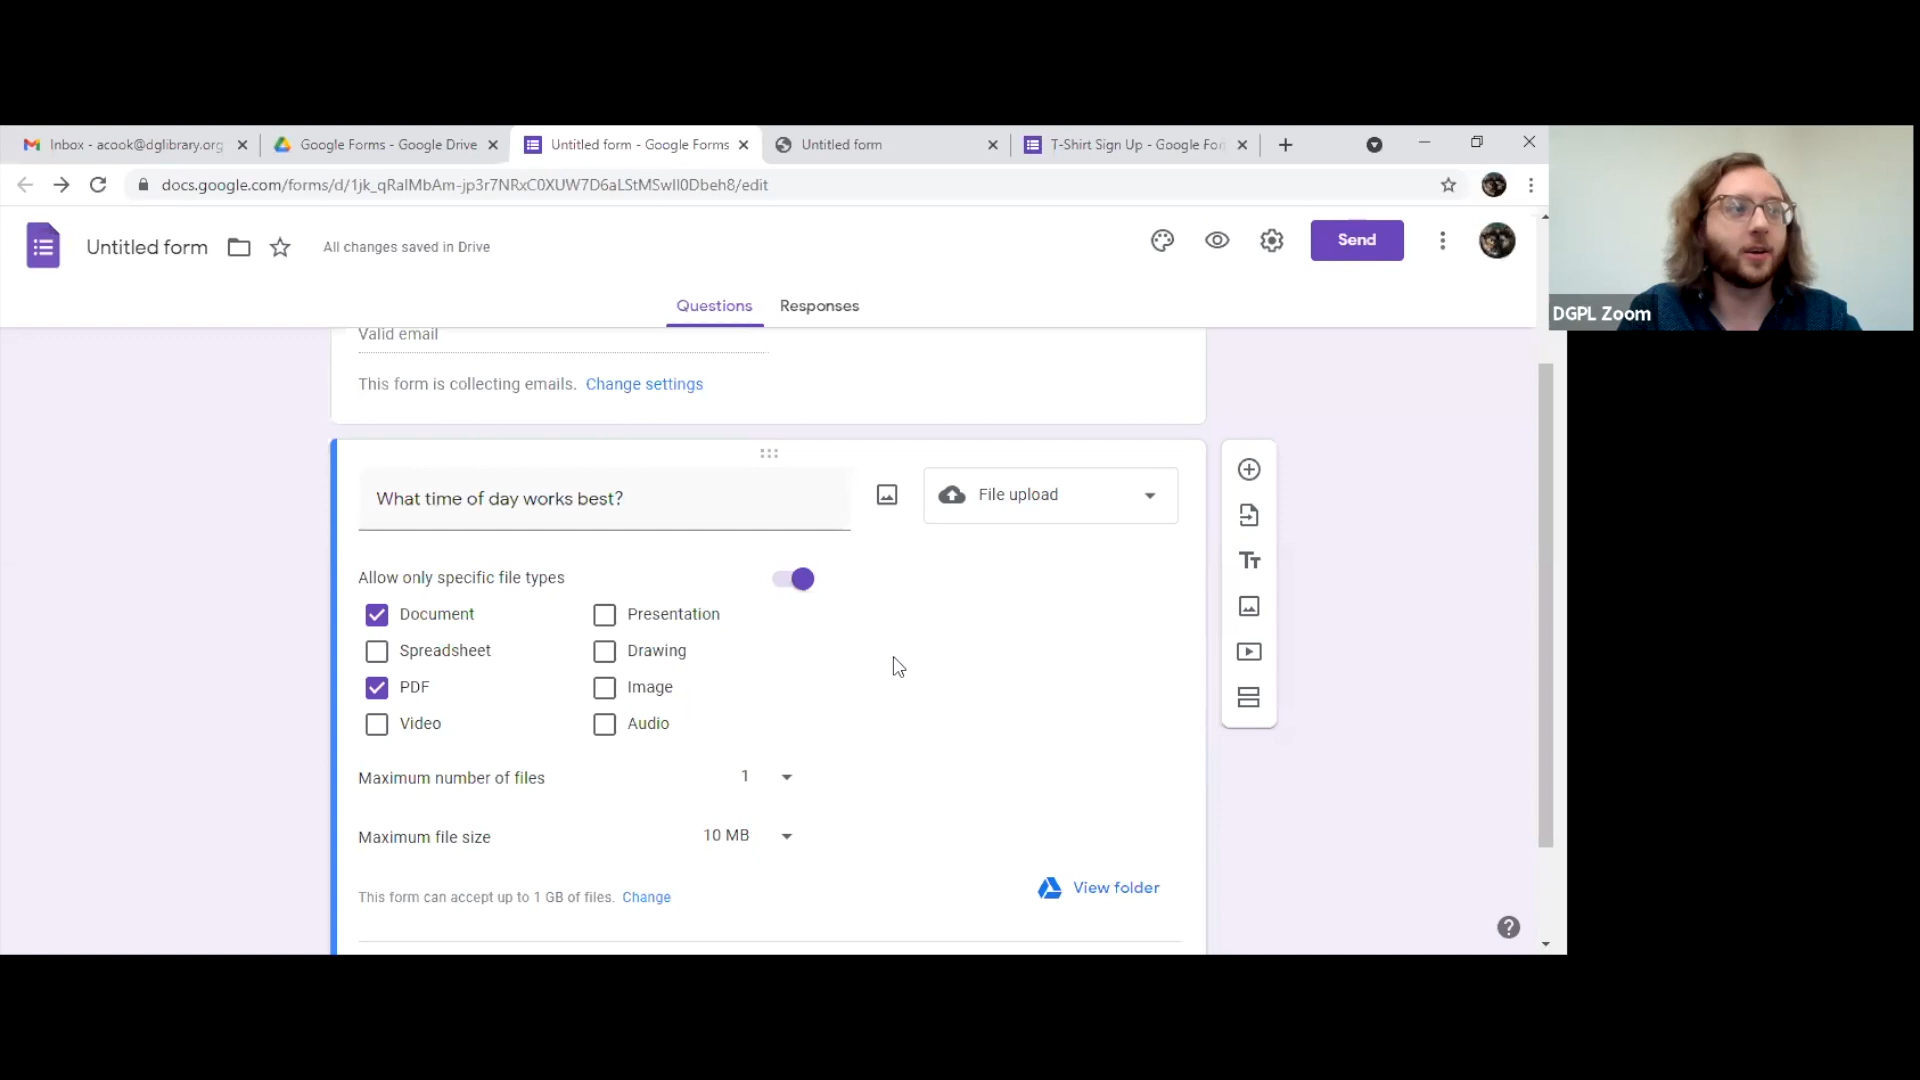 Inbox - acook@dglibrary.org
Google Forms - Google Drive
Untitled form - Google Forms
Untitled form
T-Shirt Sign Up - Google For
docs.google.com/forms/d/1jk_qRalMbAm-jp3r7NRxC0XUW7D6aLStMSwII0Dbeh8/edit
Untitled form
All changes saved in Drive
Send
Questions
Responses
DGPL Zoom
Valid email
This form is collecting emails. Change settings
What time of day works best?
File upload
Allow only specific file types
Document
Presentation
Spreadsheet
Drawing
PDF
Image
Video
Audio
Maximum number of files
1
Maximum file size
10 MB
View folder
This form can accept up to 1 GB of files. Change